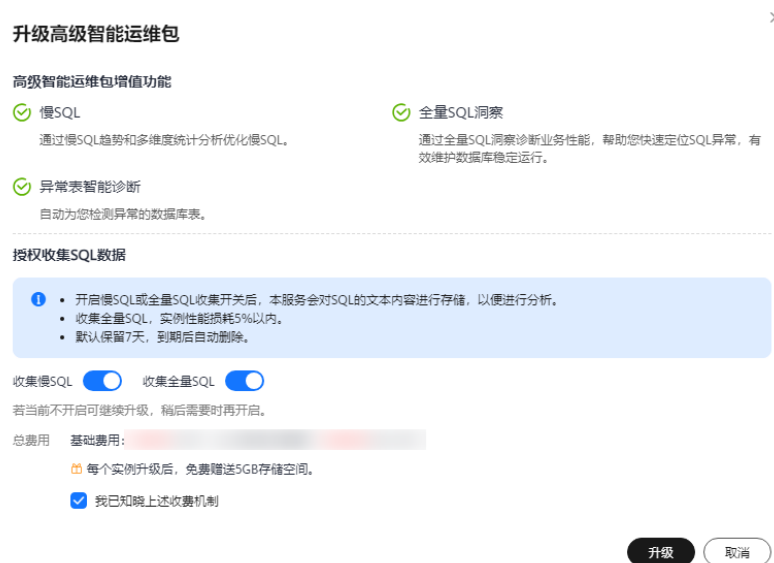 升级高级智能运维包
高级智能运维包增值功能
慢SQL
通过慢SQL趋势和多维度统计分析优化慢SQL。
全量SQL洞察
通过全量SQL洞察诊断业务性能，帮助您快速定位SQL异常，有
效维护数据库稳定运行。
异常表智能诊断
自动为您检测异常的数据库表。
授权收集SQL数据
• 开启慢SQL或全量SQL收集开关后，本服务会对SQL的文本内容进行存储，以便进行分析。
• 收集全量SQL，实例性能损耗5%以内。
• 默认保留7天，到期后自动删除。
收集慢SQL 收集全量SQL
若当前不开启可继续升级，稍后需要时再开启。
总费用 基础费用:
每个实例升级后，免费赠送5GB存储空间。
我已知晓上述收费机制
升级 取消